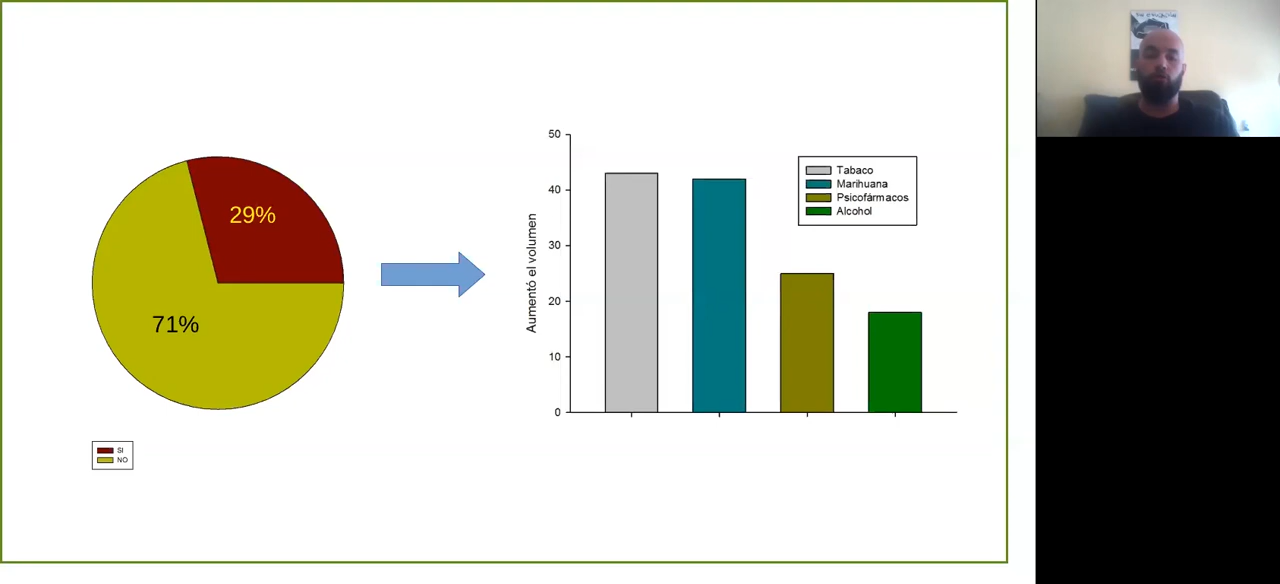 29%
71%
SI
NO
Aumentó el volumen
50
40
30
20
10
0
Tabaco
Marihuana
Psicofármacos
Alcohol